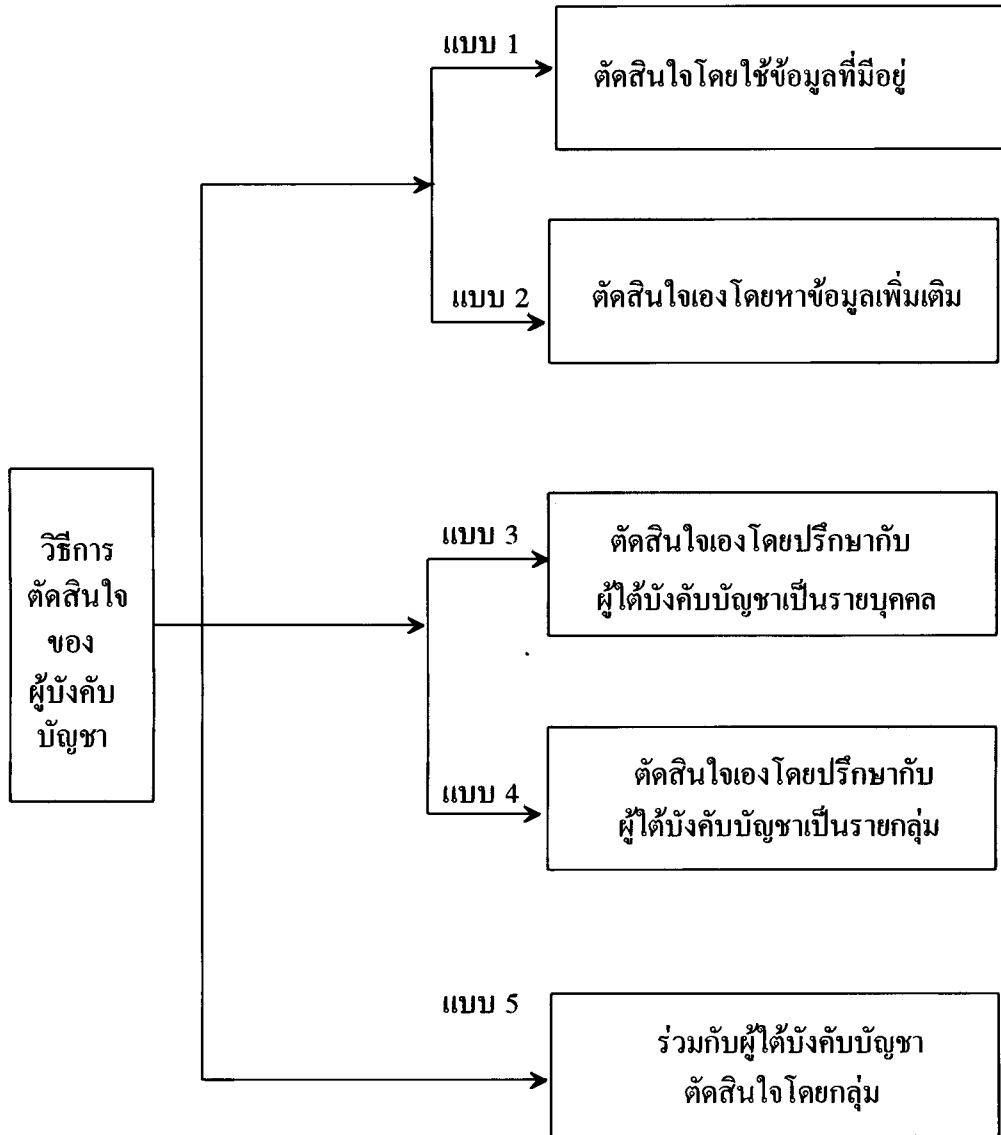 แบบ 1
ตัดสินใจโดยใช้ข้อมูลที่มีอยู่
แบบ 2
ตัดสินใจเองโดยหาข้อมูลเพิ่มเติม
วิธีการ
ตัดสินใจ
ของ
ผู้บังคับ
บัญชา
แบบ 3
ตัดสินใจเองโดยปรึกษากับ
ผู้ใต้บังคับบัญชาเป็นรายบุคคล
แบบ 4
ตัดสินใจเองโดยปรึกษากับ
ผู้ใต้บังคับบัญชาเป็นรายกลุ่ม
แบบ 5
ร่วมกับผู้ใต้บังคับบัญชา
ตัดสินใจโดยกลุ่ม